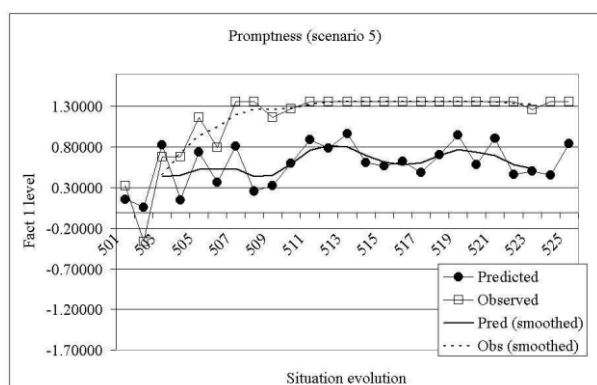 Promptness (scenario 5)
Fact 1 level
1.30000
0.80000
0.30000
-0.20000
-0.70000
-1.20000
-1.70000
501
503
505
507
509
511
513
515
517
519
521
523
525
Predicted
Observed
Pred (smoothed)
Obs (smoothed)
Situation evolution